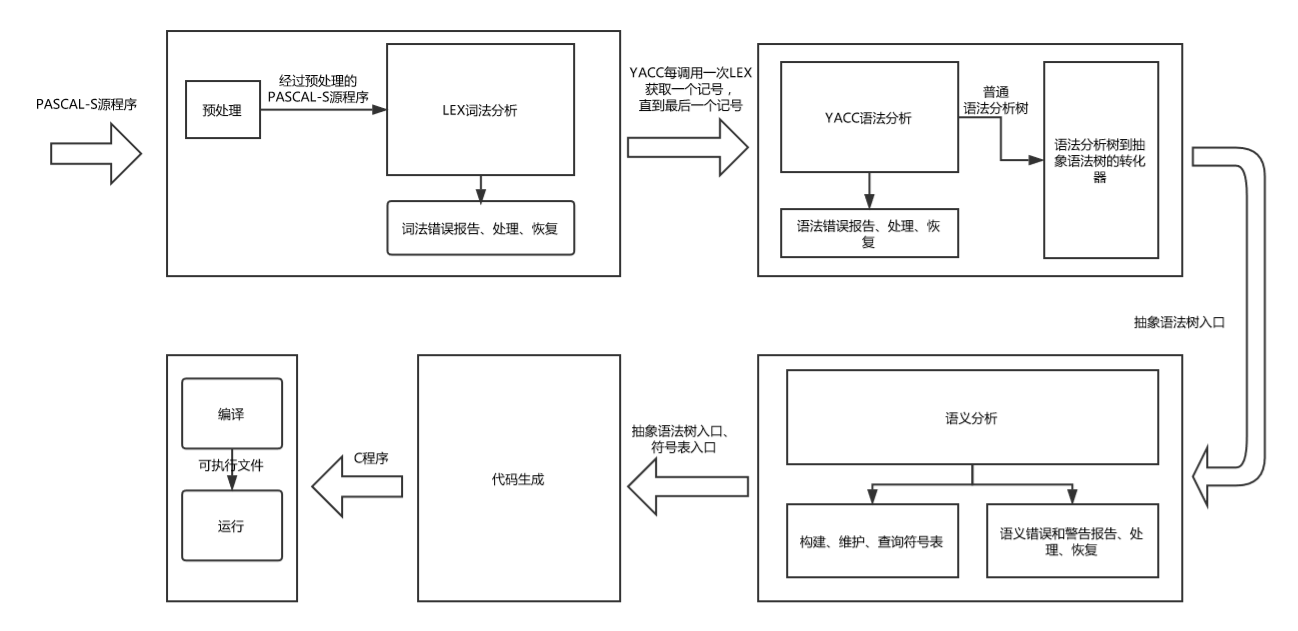 PASCAL-S源程序
预处理
经过预处理的
PASCAL-S源程序
LEX词法分析
词法错误报告、处理、恢复
YACC每调用一次LEX
获取一个记号，
直到最后一个记号
YACC语法分析
语法错误报告、处理、恢
复
普通
语法分析树
语法分析树到抽
象语法树的转化
器
抽象语法树入口
语义分析
构建、维护、查询符号表
语义错误和警告报告、处
理、恢复
抽象语法树入口、
符号表入口
代码生成
C程序
编译
可执行文件
运行